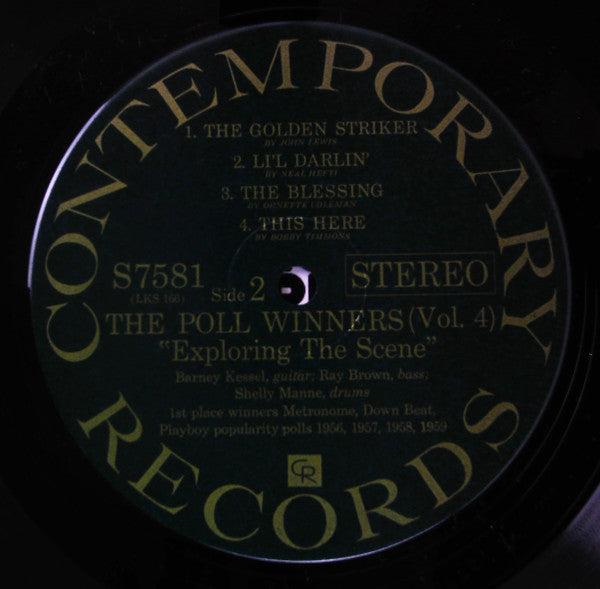 CONTEMPORARY
1. THE GOLDEN STRIKER
BY JOHN LEWIS
2. LI'L DARLIN'
BY NEAL HEFTI
3. THE BLESSING
BY ORNETTE COLEMAN
4. THIS HERE
BY BOBBY TIMMONS
S7581
(LKS 166)
Side 2
STEREO
THE POLL WINNERS (Vol. 4)
"Exploring The Scene"
Barney Kessel, guitar; Ray Brown, bass;
Shelly Manne, drums
1st place winners Metronome, Down Beat,
Playboy popularity polls 1956, 1957, 1958, 1959
CR
RECORDS